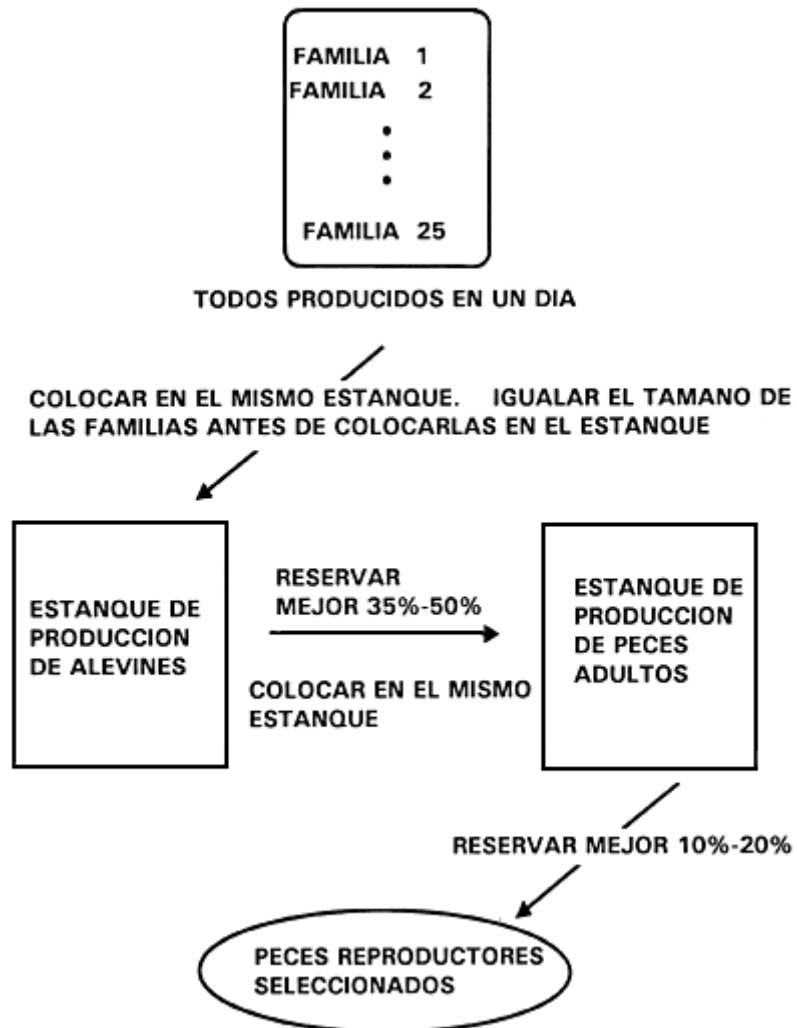 FAMILIA 1
FAMILIA 2
FAMILIA 25
TODOS PRODUCIDOS EN UN DIA
COLOCAR EN EL MISMO ESTANQUE. IGUALAR EL TAMANO DE
LAS FAMILIAS ANTES DE COLOCARLAS EN EL ESTANQUE
ESTANQUE DE
PRODUCCION
DE ALEVINES
RESERVAR
MEJOR 35%-50%
COLOCAR EN EL MISMO
ESTANQUE
ESTANQUE DE
PRODUCCION
DE PECES
ADULTOS
RESERVAR MEJOR 10%-20%
PECES REPRODUCTORES
SELECCIONADOS